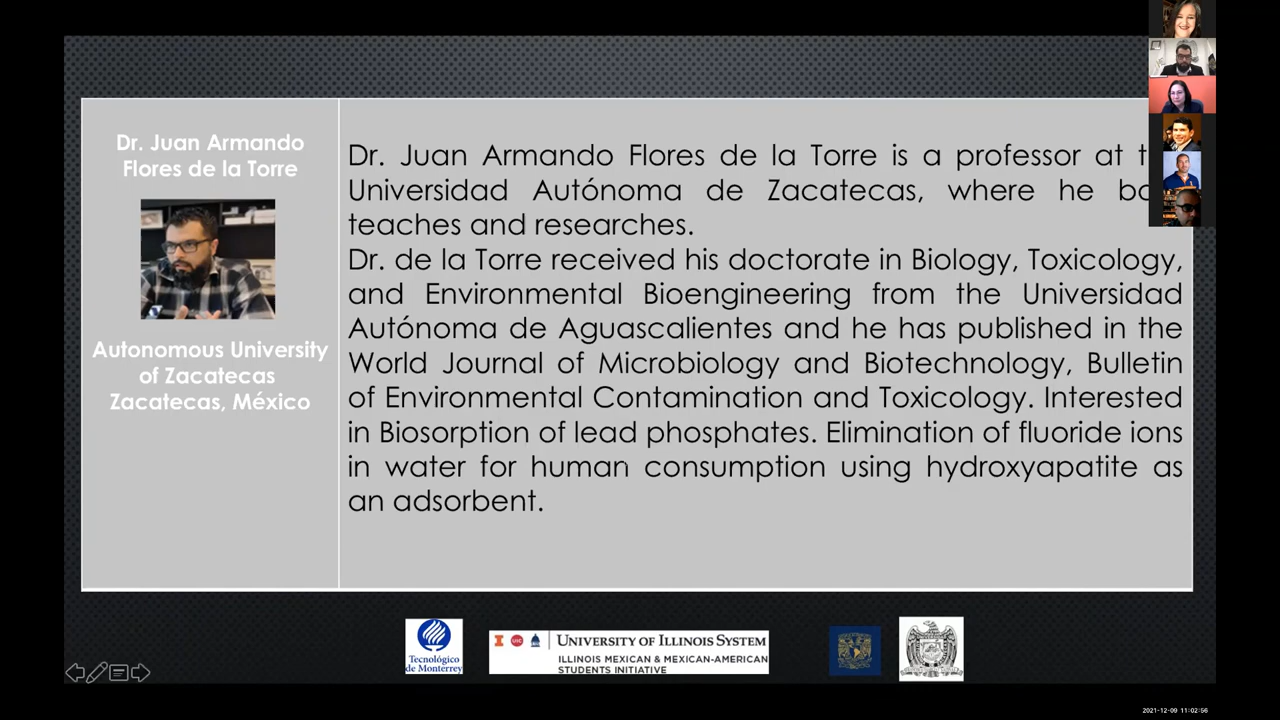 Dr. Juan Armando
Flores de la Torre
Autonomous University
of Zacatecas
Zacatecas, México
Dr. Juan Armando Flores de la Torre is a professor at
Universidad Autónoma de Zacatecas, where he
teaches and researches.
Dr. de la Torre received his doctorate in Biology, Toxicology,
and Environmental Bioengineering from the Universidad
Autónoma de Aguascalientes and he has published in the
World Journal of Microbiology and Biotechnology, Bulletin
of Environmental Contamination and Toxicology. Interested
in Biosorption of lead phosphates. Elimination of fluoride ions
in water for human consumption using hydroxyapatite as
an adsorbent.
Tecnológico
de Monterrey
I UIC UNIVERSITY OF ILLINOIS SYSTEM
ILLINOIS MEXICAN & MEXICAN-AMERICAN
STUDENTS INITIATIVE
2021-12-09 11:02:56